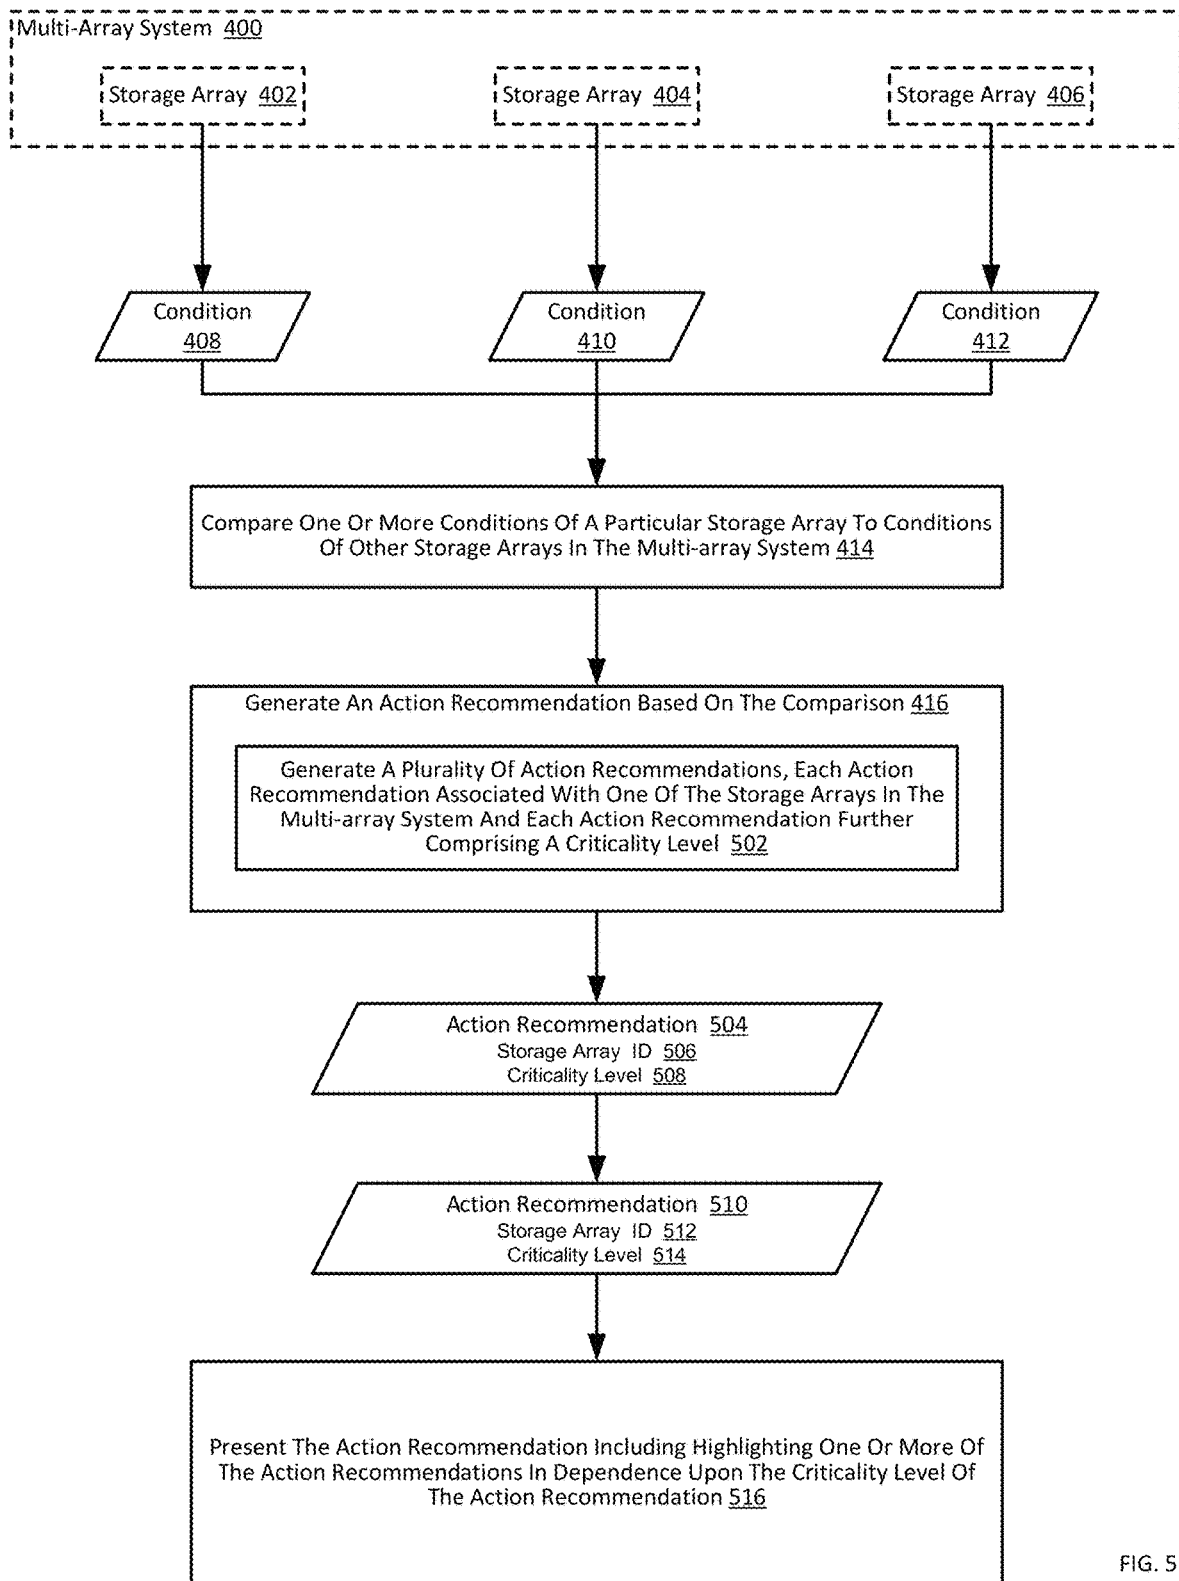 Multi-Array System 400
Storage Array 402
Storage Array 404
Storage Array 406
Condition
408
Condition
410
Condition
412
Compare One Or More Conditions Of A Particular Storage Array To Conditions
Of Other Storage Arrays In The Multi-array System 414
Generate An Action Recommendation Based On The Comparison 416
Generate A Plurality Of Action Recommendations, Each Action
Recommendation Associated With One Of The Storage Arrays In The
Multi-array System And Each Action Recommendation Further
Comprising A Criticality Level 502
Action Recommendation 504
Storage Array ID 506
Criticality Level 508
Action Recommendation 510
Storage Array ID 512
Criticality Level 514
Present The Action Recommendation Including Highlighting One Or More Of
The Action Recommendations In Dependence Upon The Criticality Level Of
The Action Recommendation 516
FIG. 5